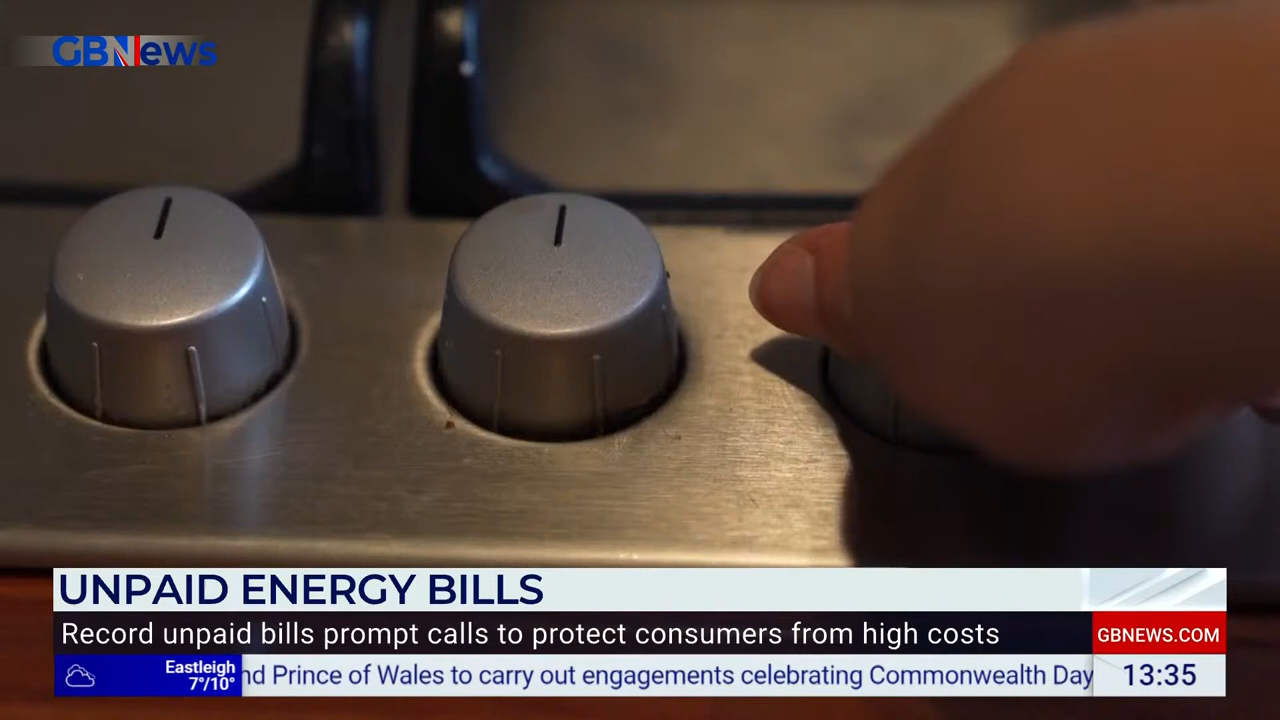 GBNews
UNPAID ENERGY BILLS
Record unpaid bills prompt calls to protect consumers from high costs
GBNEWS.COM
Eastleigh
7°/10°
Prince of Wales to carry out engagements celebrating Commonwealth Day
13:35